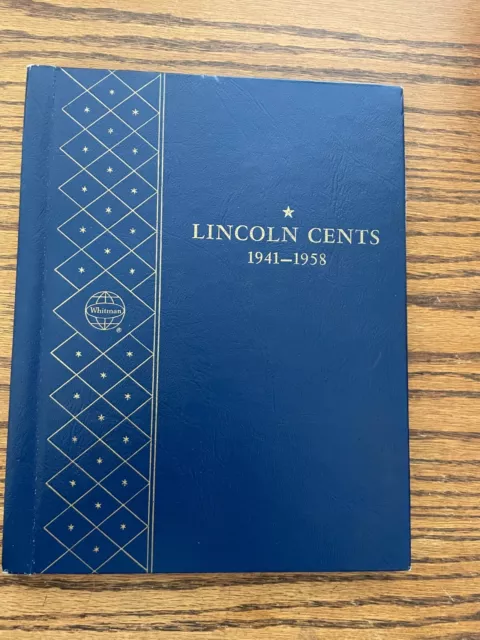 LINCOLN CENTS
1941–1958
Whitman
®